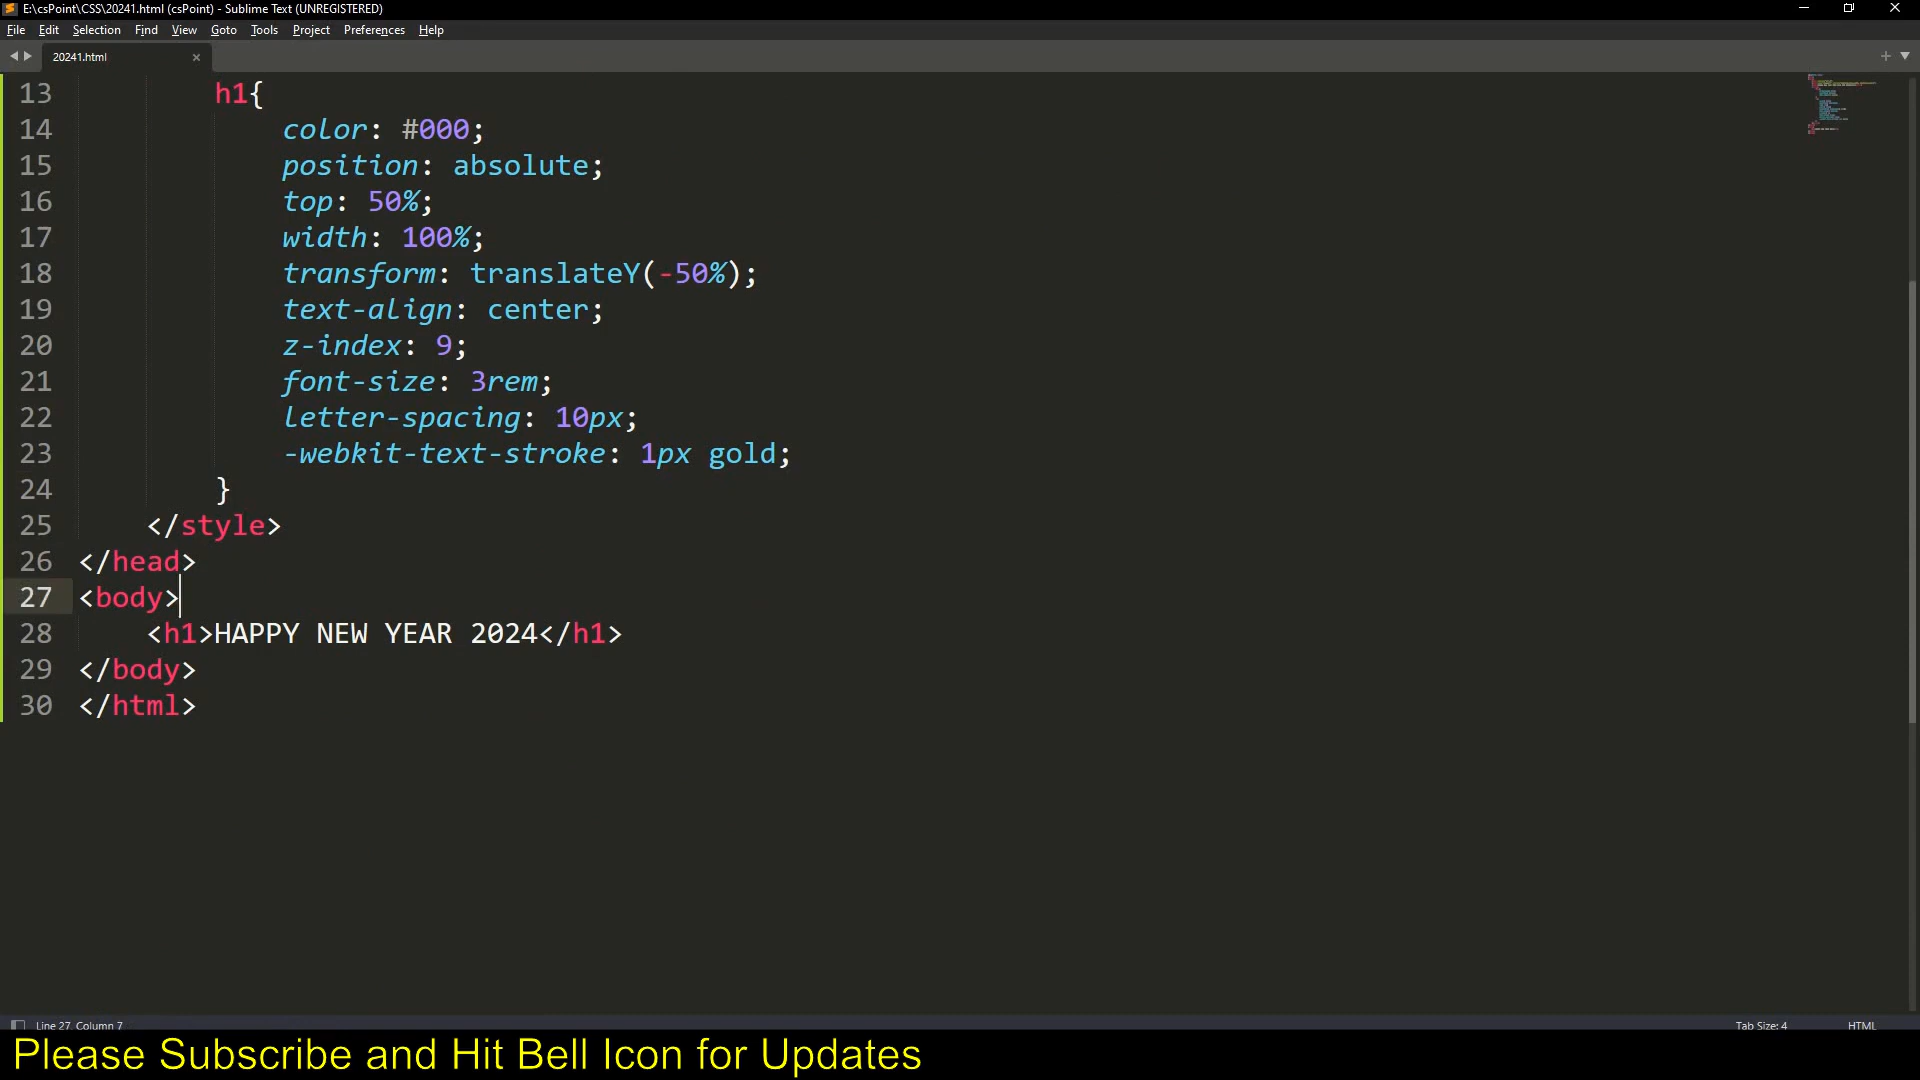 E:\csPoint\CSS\20241.html (csPoint) - Sublime Text (UNREGISTERED)
File Edit Selection Find View Goto Tools Project Preferences Help
20241.html
13 h1{
14 color: #000;
15 position: absolute;
16 top: 50%;
17 width: 100%;
18 transform: translateY(-50%);
19 text-align: center;
20 z-index: 9;
21 font-size: 3rem;
22 letter-spacing: 10px;
23 -webkit-text-stroke: 1px gold;
24 }
25 </style>
26 </head>
27 <body>
28 <h1>HAPPY NEW YEAR 2024</h1>
29 </body>
30 </html>
Line 27, Column 7 Tab Size: 4 HTML
Please Subscribe and Hit Bell Icon for Updates